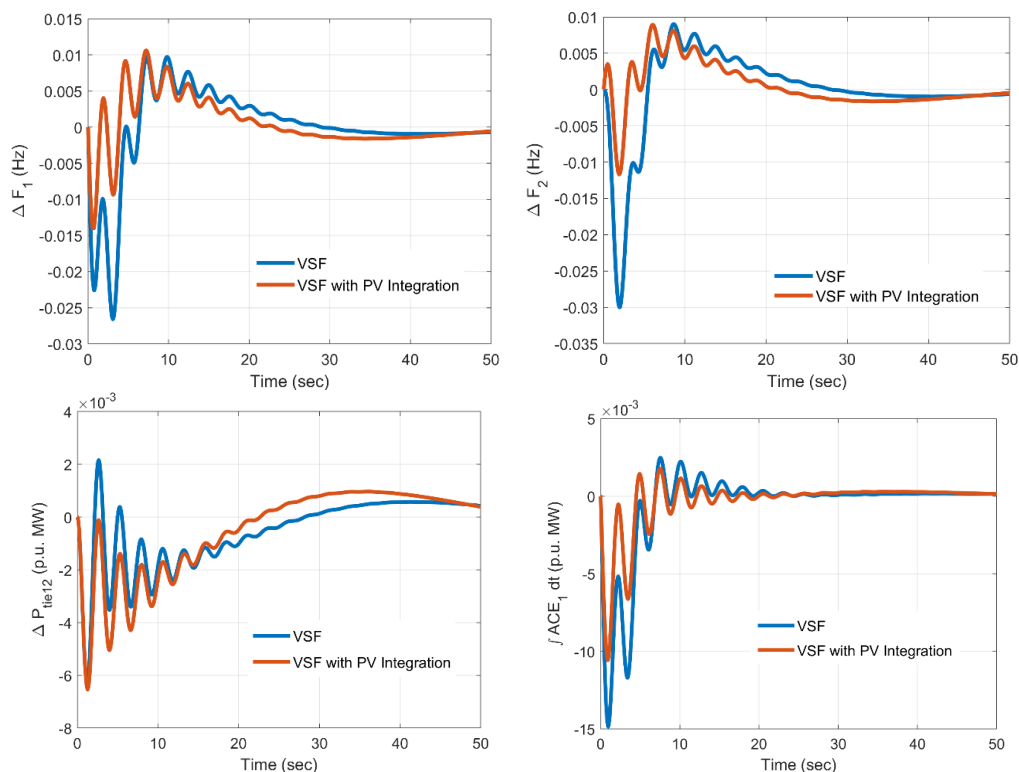 0.015
0.01
0.005
0
-0.005
-0.01
-0.015
-0.02
-0.025
-0.03
Δ F1 (Hz)
VSF
VSF with PV Integration
0 10 20 30 40 50
Time (sec)
0.01
0.005
0
-0.005
-0.01
-0.015
-0.02
-0.025
-0.03
-0.035
Δ F2 (Hz)
VSF
VSF with PV Integration
0 10 20 30 40 50
Time (sec)
×10-3
4
2
0
-2
-4
-6
-8
Δ Ptie12 (p.u. MW)
VSF
VSF with PV Integration
0 10 20 30 40 50
Time (sec)
×10-3
5
0
-5
-10
-15
∫ ACE1 dt (p.u. MW)
VSF
VSF with PV Integration
0 10 20 30 40 50
Time (sec)